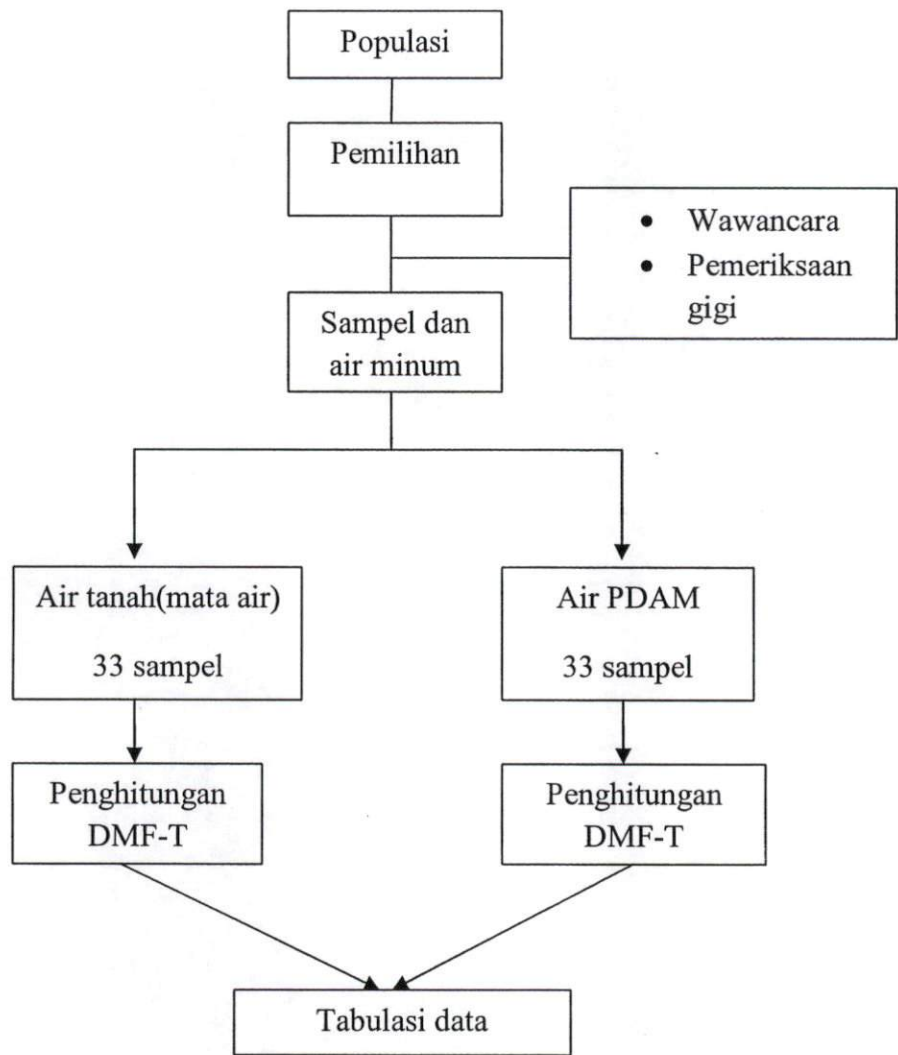 Populasi
Pemilihan
• Wawancara
• Pemeriksaan
gigi
Sampel dan
air minum
Air tanah(mata air)
33 sampel
Air PDAM
33 sampel
Penghitungan
DMF-T
Penghitungan
DMF-T
Tabulasi data